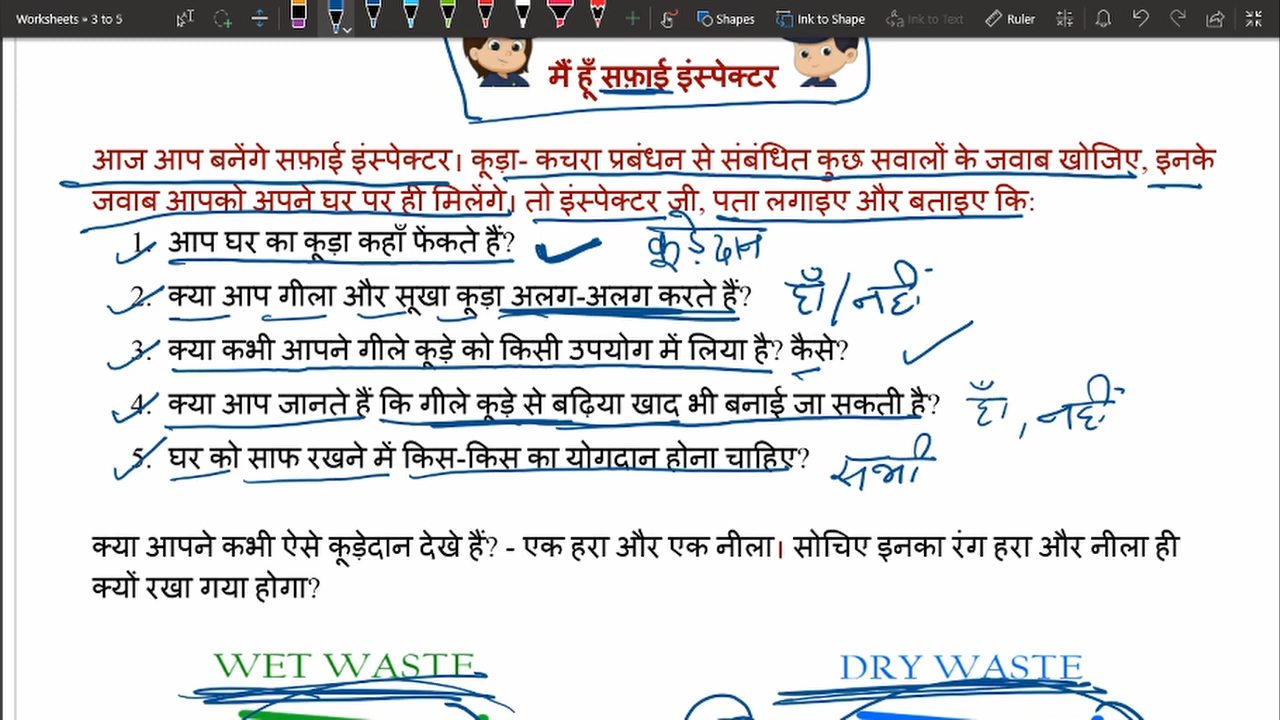 Worksheets » 3 to 5 Shapes Ink to Shape Ink to Text Ruler
मैं हूँ सफ़ाई इंस्पेक्टर
आज आप बनेंगे सफ़ाई इंस्पेक्टर। कूड़ा- कचरा प्रबंधन से संबंधित कुछ सवालों के जवाब खोजिए, इनके
जवाब आपको अपने घर पर ही मिलेंगे। तो इंस्पेक्टर जी, पता लगाइए और बताइए कि:
1. आप घर का कूड़ा कहाँ फेंकते हैं? कूड़ेदान
2. क्या आप गीला और सूखा कूड़ा अलग-अलग करते हैं? हाँ/नहीं
3. क्या कभी आपने गीले कूड़े को किसी उपयोग में लिया है? कैसे?
4. क्या आप जानते हैं कि गीले कूड़े से बढ़िया खाद भी बनाई जा सकती है? हाँ, नहीं
5. घर को साफ रखने में किस-किस का योगदान होना चाहिए? सभी
क्या आपने कभी ऐसे कूड़ेदान देखे हैं? - एक हरा और एक नीला। सोचिए इनका रंग हरा और नीला ही
क्यों रखा गया होगा?
WET WASTE DRY WASTE